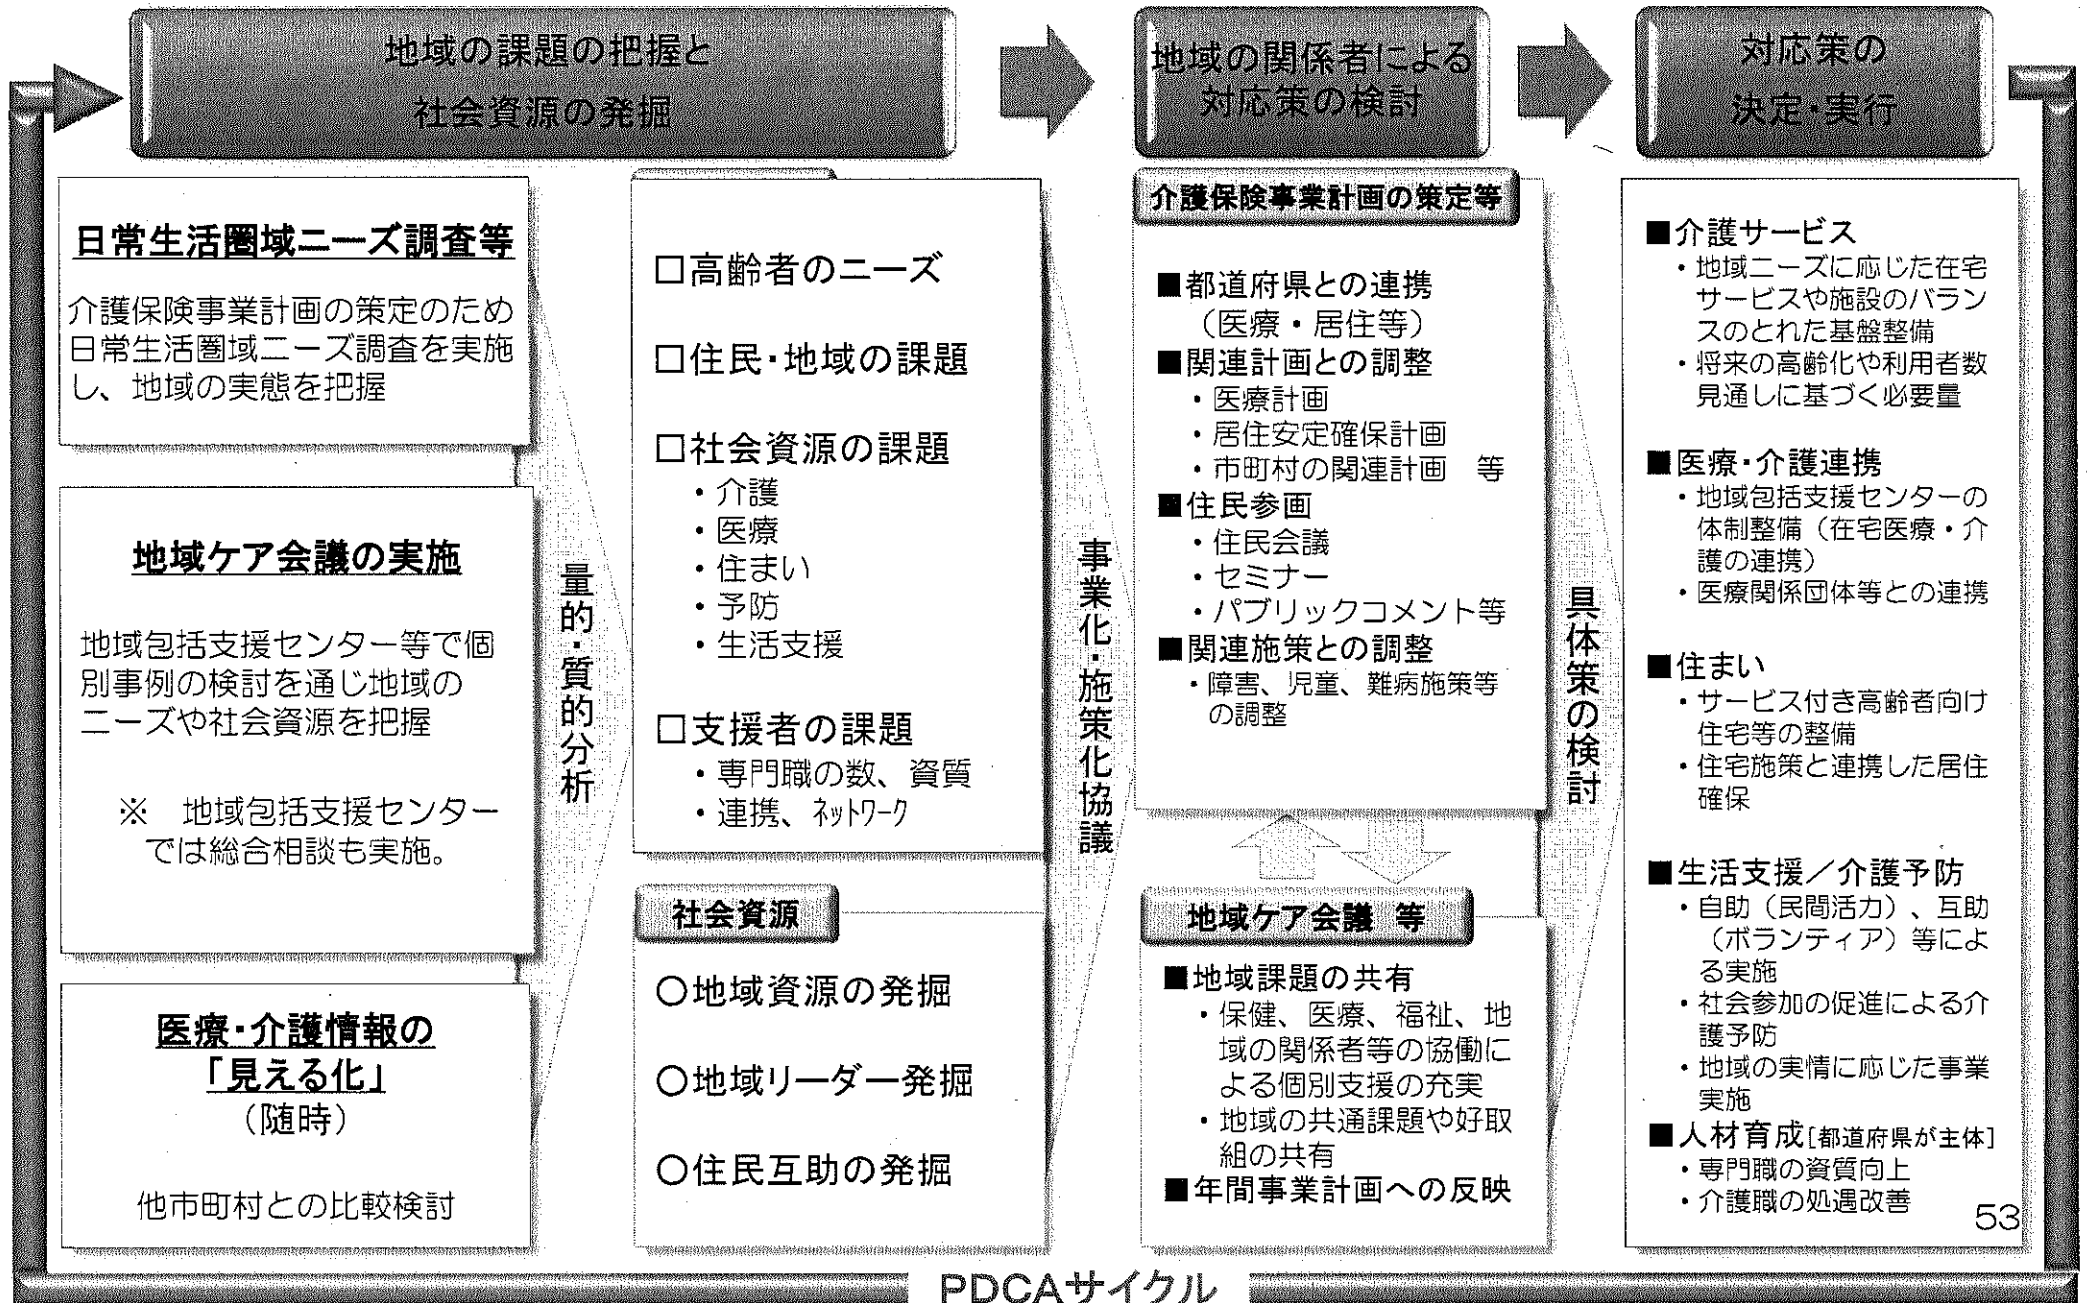 地域の課題の把握と
社会資源の発掘
地域の関係者による
対応策の検討
対応策の
決定・実行
日常生活圏域ニーズ調査等
介護保険事業計画の策定のため
日常生活圏域ニーズ調査を実施
し、地域の実態を把握
地域ケア会議の実施
地域包括支援センター等で個
別事例の検討を通じ地域の
ニーズや社会資源を把握
※ 地域包括支援センター
では総合相談も実施。
医療・介護情報の
「見える化」
（随時）
他市町村との比較検討
量的・質的分析
□高齢者のニーズ
□住民・地域の課題
□社会資源の課題
・介護
・医療
・住まい
・予防
・生活支援
□支援者の課題
・専門職の数、資質
・連携、ネットワーク
社会資源
○地域資源の発掘
○地域リーダー発掘
○住民互助の発掘
事業化・施策化協議
介護保険事業計画の策定等
■都道府県との連携
（医療・居住等）
■関連計画との調整
・医療計画
・居住安定確保計画
・市町村の関連計画 等
■住民参画
・住民会議
・セミナー
・パブリックコメント等
■関連施策との調整
・障害、児童、難病施策等
の調整
地域ケア会議 等
■地域課題の共有
・保健、医療、福祉、地
域の関係者等の協働に
よる個別支援の充実
・地域の共通課題や好取
組の共有
■年間事業計画への反映
具体策の検討
■介護サービス
・地域ニーズに応じた在宅
サービスや施設のバラン
スのとれた基盤整備
・将来の高齢化や利用者数
見通しに基づく必要量
■医療・介護連携
・地域包括支援センターの
体制整備（在宅医療・介
護の連携）
・医療関係団体等との連携
■住まい
・サービス付き高齢者向け
住宅等の整備
・住宅施策と連携した居住
確保
■生活支援／介護予防
・自助（民間活力）、互助
（ボランティア）等によ
る実施
・社会参加の促進による介
護予防
・地域の実情に応じた事業
実施
■人材育成[都道府県が主体]
・専門職の資質向上
・介護職の処遇改善
53
PDCAサイクル